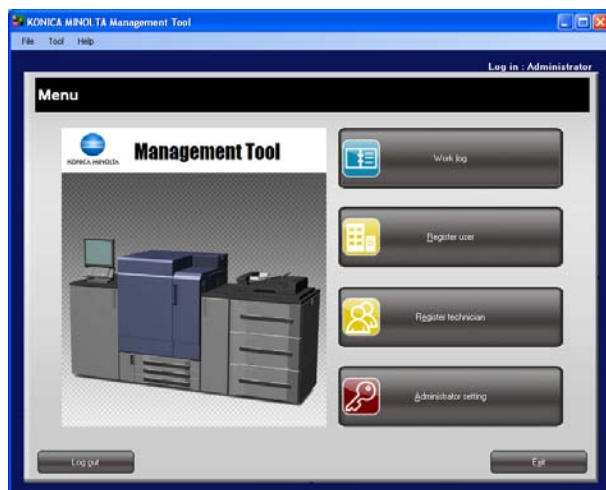 KONICA MINOLTA Management Tool
File Tool Help
Log in : Administrator
Menu
KONICA MINOLTA
Management Tool
Work log
Register user
Register technician
Administrator setting
Log out
Exit